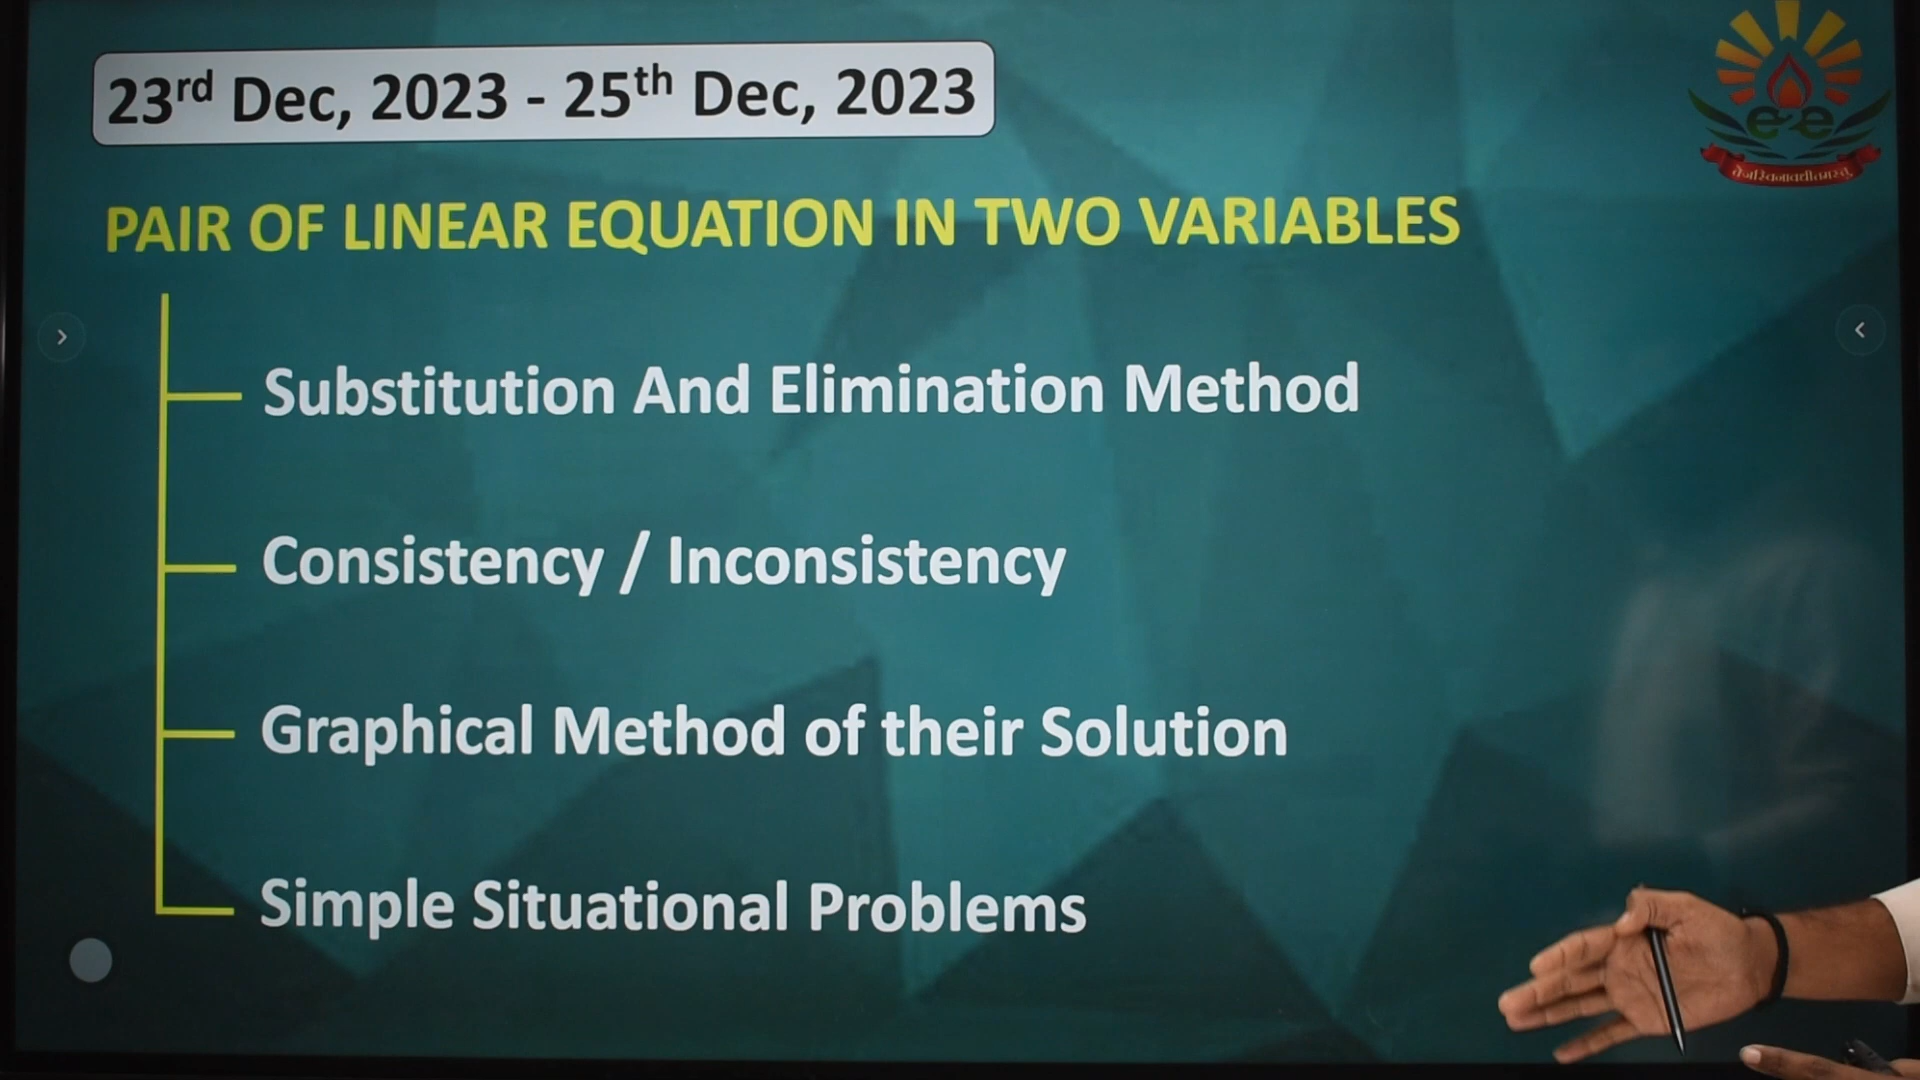 23rd Dec, 2023 - 25th Dec, 2023
PAIR OF LINEAR EQUATION IN TWO VARIABLES
Substitution And Elimination Method
Consistency / Inconsistency
Graphical Method of their Solution
Simple Situational Problems